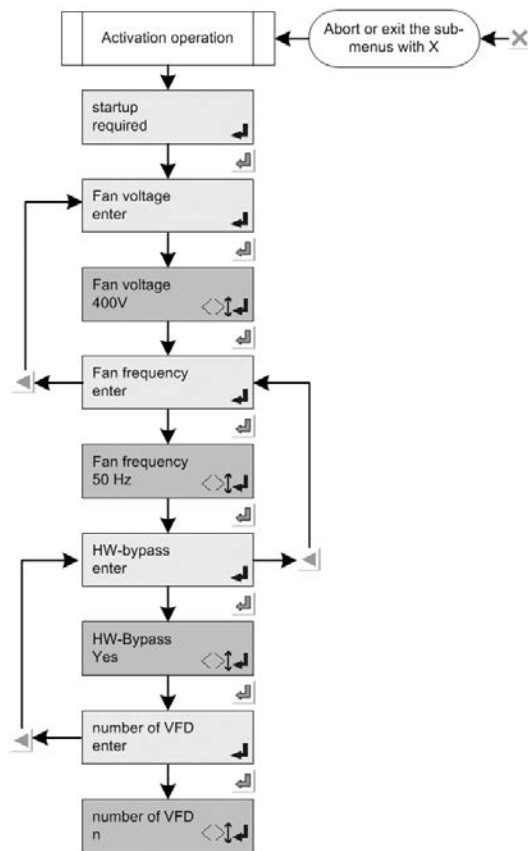 Activation operation
Abort or exit the sub-
menus with X
startup
required
Fan voltage
enter
Fan voltage
400V
Fan frequency
enter
Fan frequency
50 Hz
HW-bypass
enter
HW-Bypass
Yes
number of VFD
enter
number of VFD
n